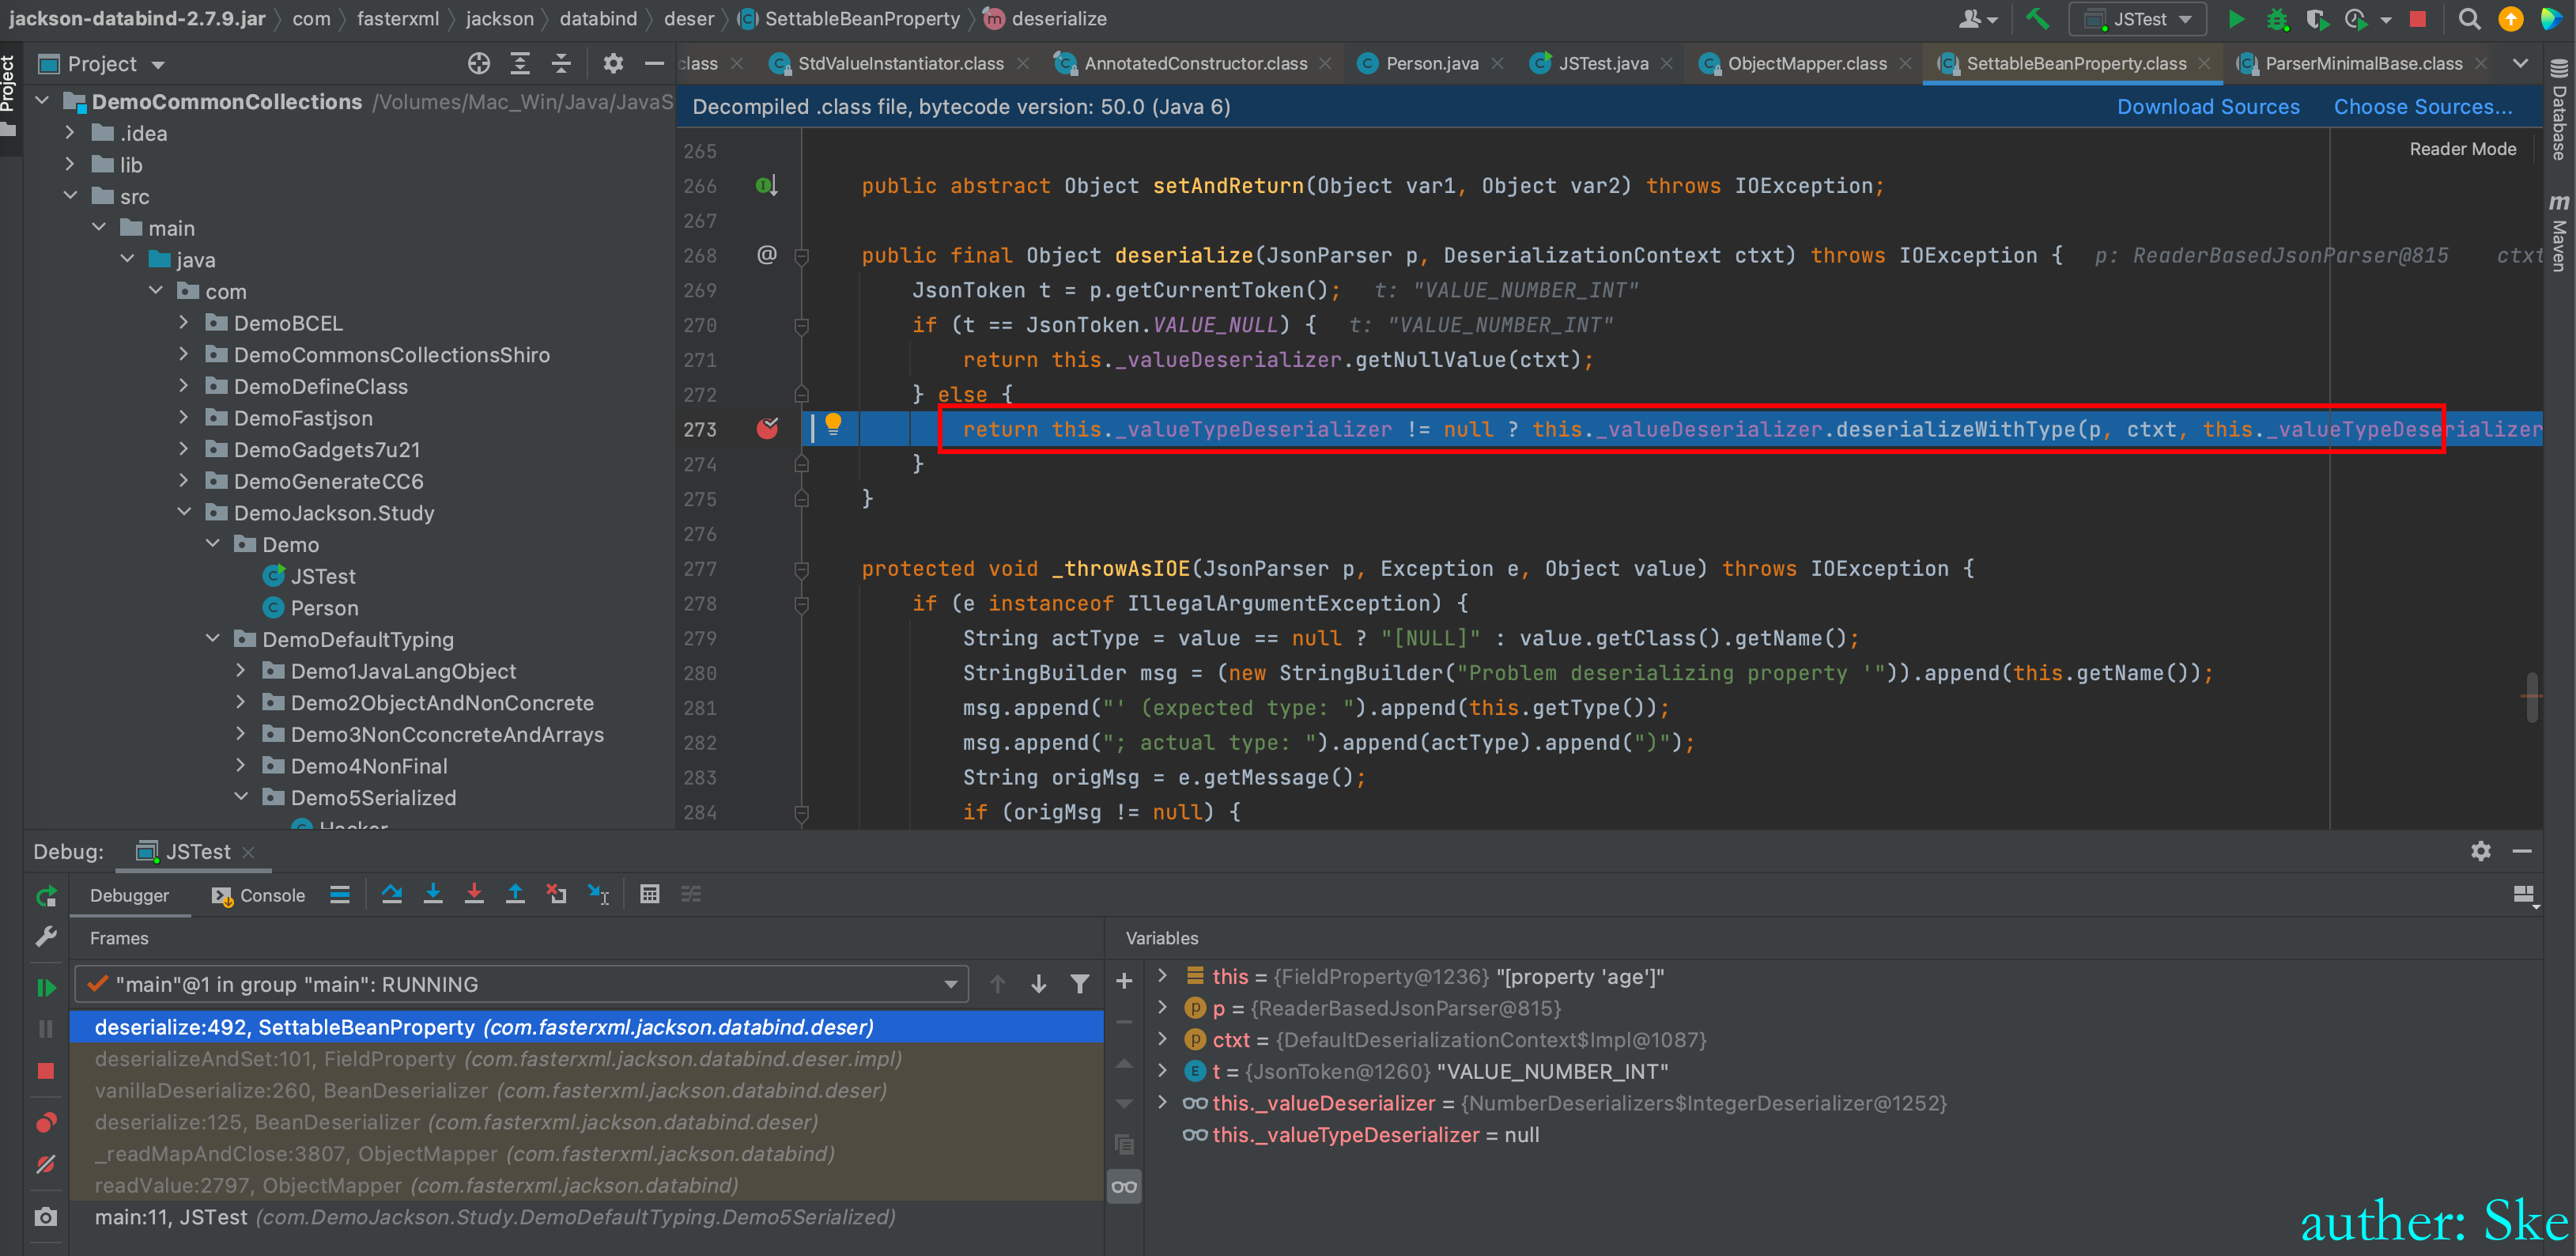 jackson-databind-2.7.9.jar com fasterxml jackson databind deser SettableBeanProperty deserialize
JSTest
Project
Project
class StdValueInstantiator.class AnnotatedConstructor.class Person.java JSTest.java ObjectMapper.class SettableBeanProperty.class ParserMinimalBase.class
Database
Maven
DemoCommonCollections /Volumes/Mac_Win/Java/JavaS
.idea
lib
src
main
java
com
DemoBCEL
DemoCommonsCollectionsShiro
DemoDefineClass
DemoFastjson
DemoGadgets7u21
DemoGenerateCC6
DemoJackson.Study
Demo
JSTest
Person
DemoDefaultTyping
Demo1JavaLangObject
Demo2ObjectAndNonConcrete
Demo3NonCconcreteAndArrays
Demo4NonFinal
Demo5Serialized
Hacker
Decompiled .class file, bytecode version: 50.0 (Java 6) Download Sources Choose Sources...
Reader Mode
265
266 public abstract Object setAndReturn(Object var1, Object var2) throws IOException;
267
268 @ public final Object deserialize(JsonParser p, DeserializationContext ctxt) throws IOException { p: ReaderBasedJsonParser@815 ctxt
269 JsonToken t = p.getCurrentToken(); t: "VALUE_NUMBER_INT"
270 if (t == JsonToken.VALUE_NULL) { t: "VALUE_NUMBER_INT"
271 return this._valueDeserializer.getNullValue(ctxt);
272 } else {
273 return this._valueTypeDeserializer != null ? this._valueDeserializer.deserializeWithType(p, ctxt, this._valueTypeDeserializer
274 }
275 }
276
277 protected void _throwAsIOE(JsonParser p, Exception e, Object value) throws IOException {
278 if (e instanceof IllegalArgumentException) {
279 String actType = value == null ? "[NULL]" : value.getClass().getName();
280 StringBuilder msg = (new StringBuilder("Problem deserializing property '")).append(this.getName());
281 msg.append("' (expected type: ").append(this.getType());
282 msg.append("; actual type: ").append(actType).append(")");
283 String origMsg = e.getMessage();
284 if (origMsg != null) {
Debug: JSTest
Debugger Console
Frames
"main"@1 in group "main": RUNNING
deserialize:492, SettableBeanProperty (com.fasterxml.jackson.databind.deser)
deserializeAndSet:101, FieldProperty (com.fasterxml.jackson.databind.deser.impl)
vanillaDeserialize:260, BeanDeserializer (com.fasterxml.jackson.databind.deser)
deserialize:125, BeanDeserializer (com.fasterxml.jackson.databind.deser)
_readMapAndClose:3807, ObjectMapper (com.fasterxml.jackson.databind)
readValue:2797, ObjectMapper (com.fasterxml.jackson.databind)
main:11, JSTest (com.DemoJackson.Study.DemoDefaultTyping.Demo5Serialized)
Variables
this = {FieldProperty@1236} "[property 'age']"
p = {ReaderBasedJsonParser@815}
ctxt = {DefaultDeserializationContext$Impl@1087}
t = {JsonToken@1260} "VALUE_NUMBER_INT"
this._valueDeserializer = {NumberDeserializers$IntegerDeserializer@1252}
this._valueTypeDeserializer = null
auther: Ske